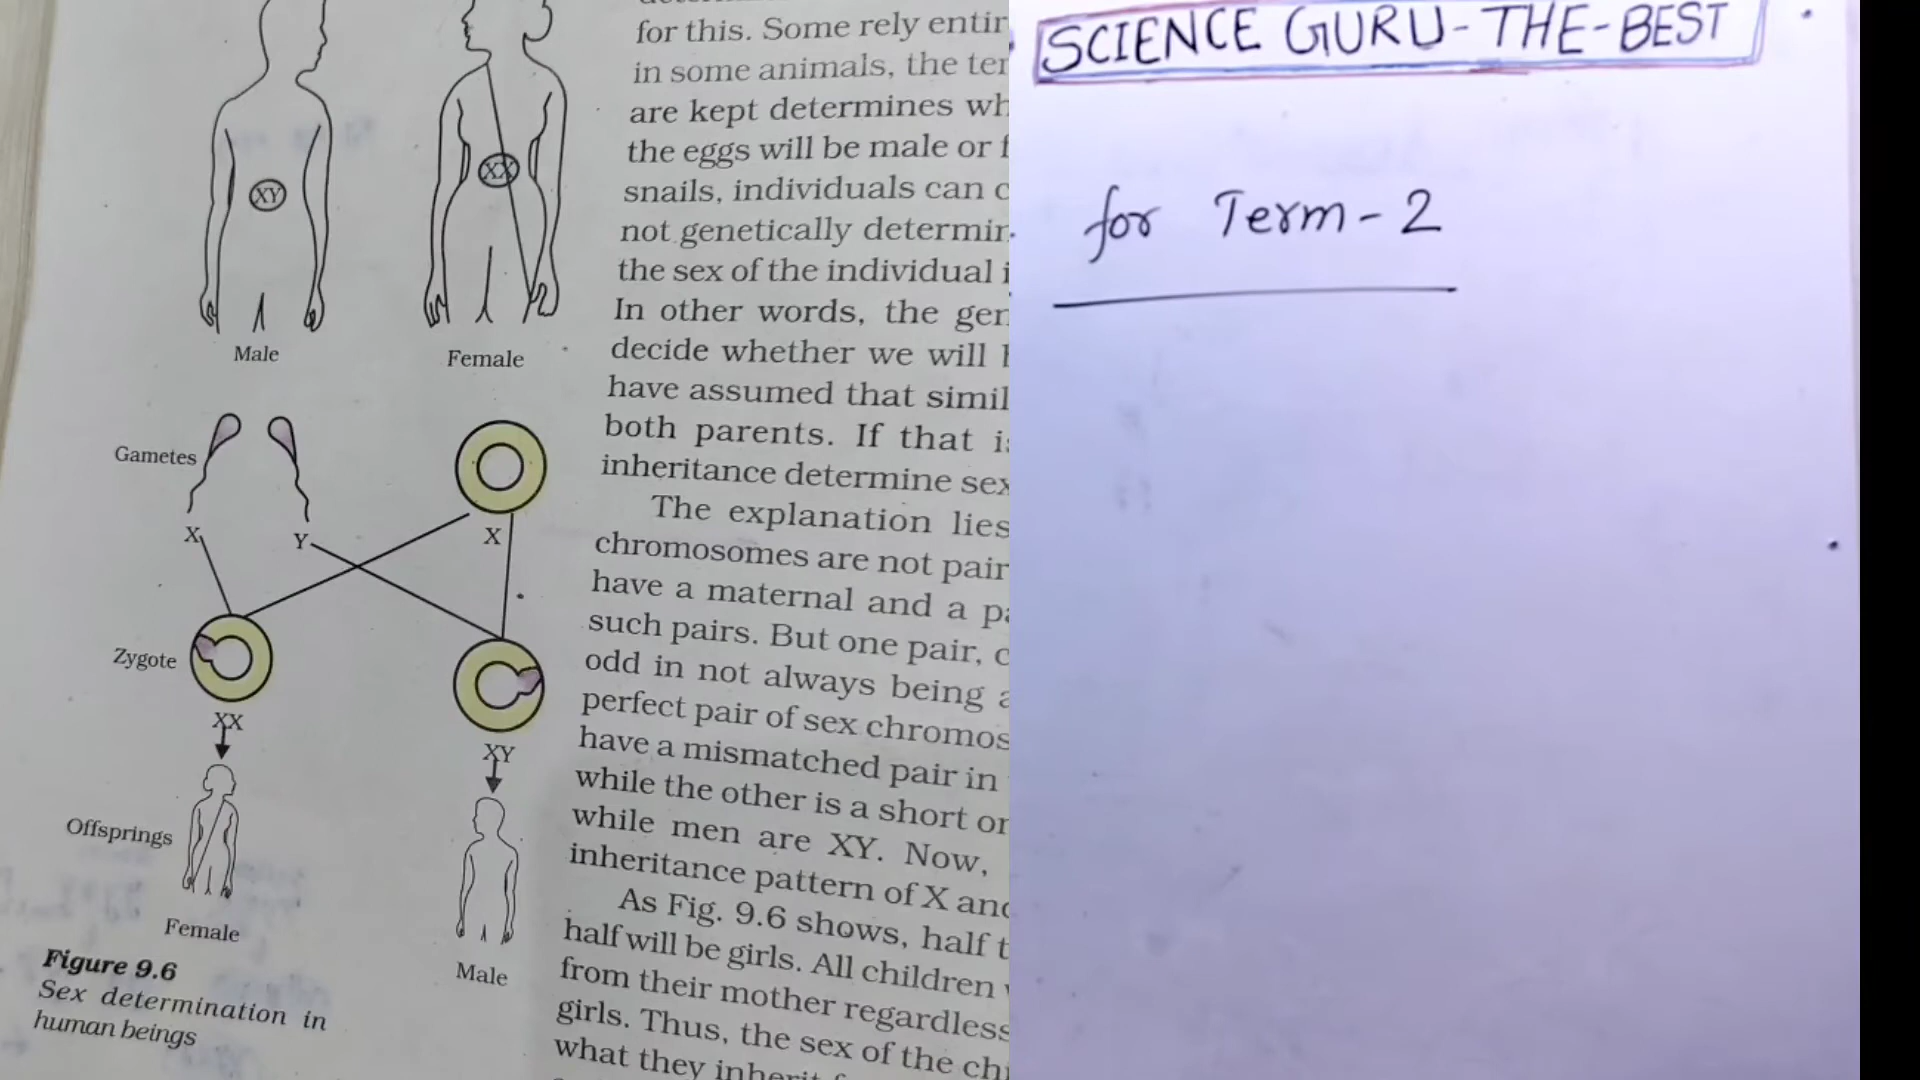 XY
XX
Male
Female
Gametes
X
Y
X
Zygote
XX
XY
Offsprings
Female
Male
Figure 9.6
Sex determination in
human beings
for this. Some rely entir
in some animals, the
are kept determines
the eggs will be male or
snails, individuals can
not genetically determin
the sex of the individual
In other words, the
decide whether we will
have assumed that simil
both parents. If that
inheritance determine sex
The explanation lies
chromosomes are not pair
have a maternal and a
such pairs. But one pair,
odd in not always being a
perfect pair of sex chromos
have a mismatched pair in
while the other is a short or
while men are XY. Now,
inheritance pattern of X and
As Fig. 9.6 shows, half
half will be girls. All children
from their mother regardless
girls. Thus, the sex of the
what they inherit
SCIENCE GURU-THE-BEST
for Term-2